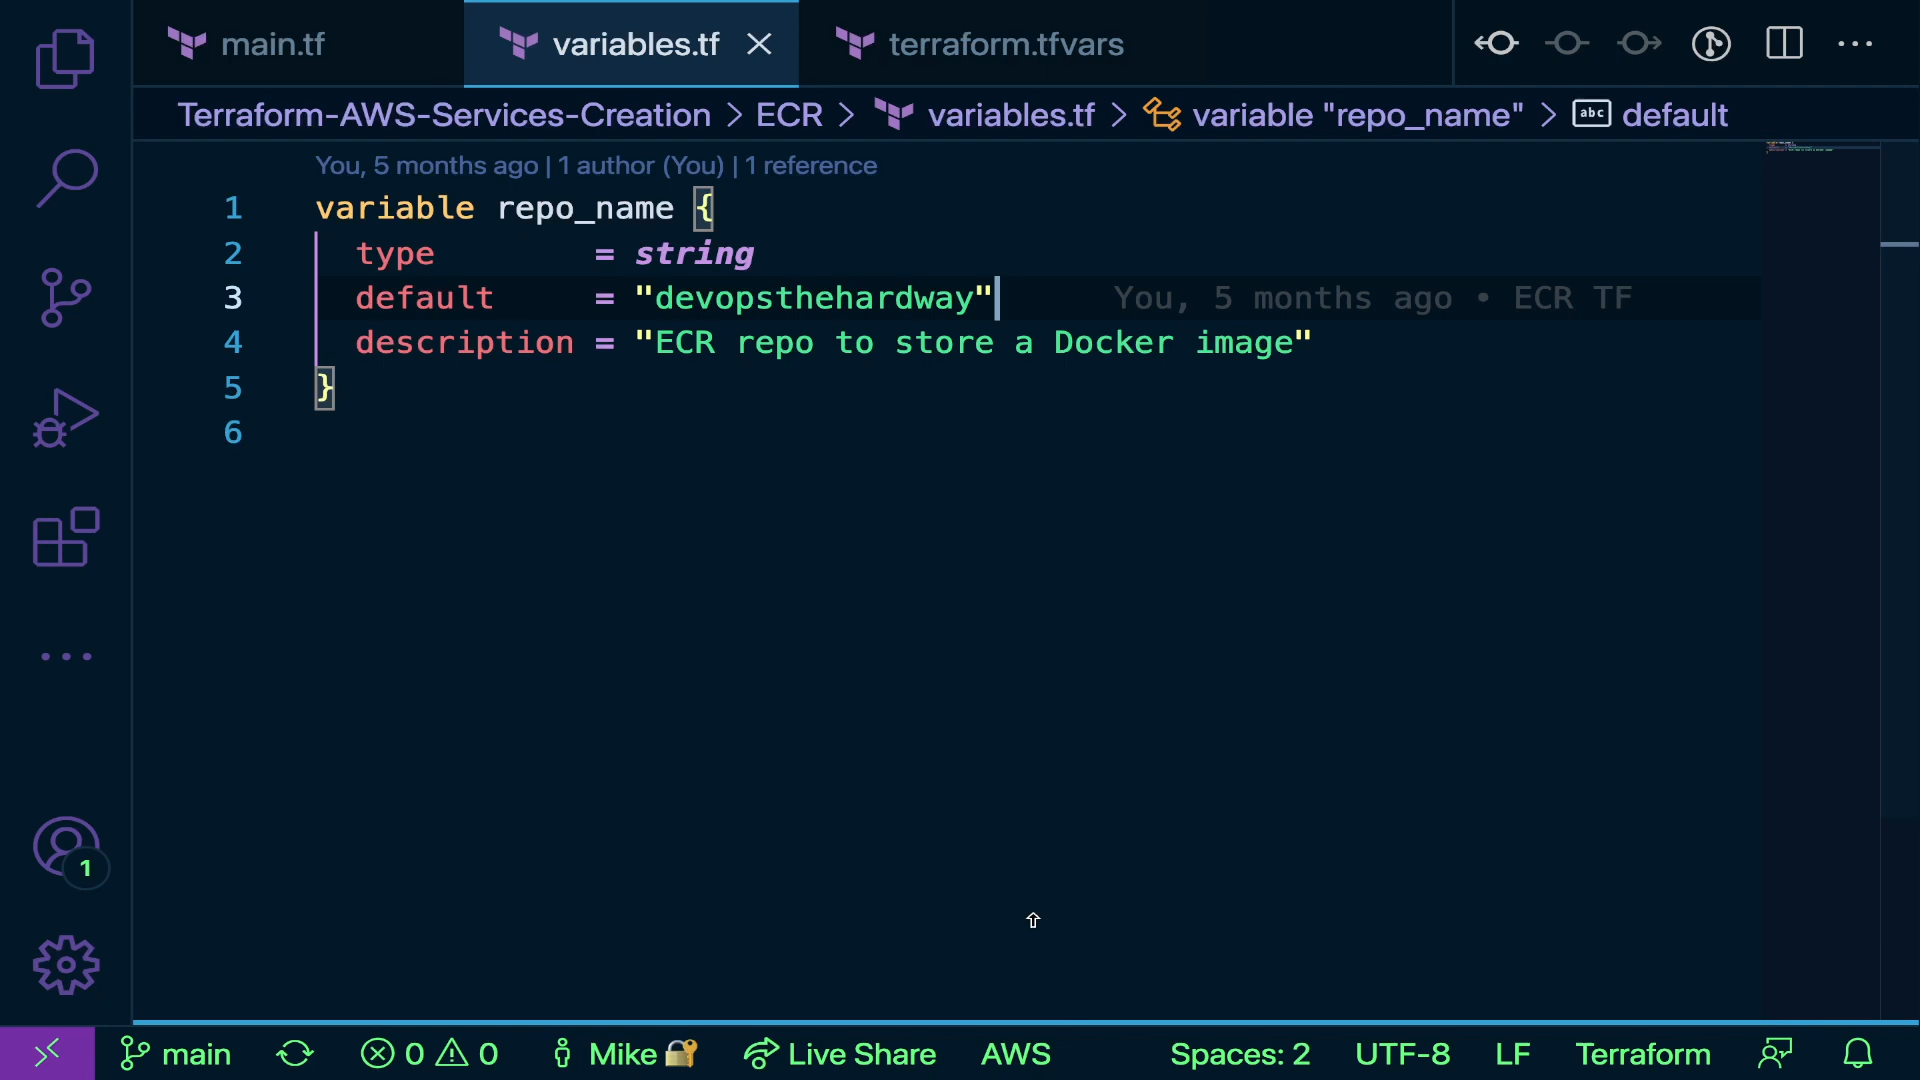 main.tf
variables.tf
terraform.tfvars
Terraform-AWS-Services-Creation > ECR > variables.tf > variable "repo_name" > abc default
You, 5 months ago | 1 author (You) | 1 reference
1 variable repo_name {
2 type = string
3 default = "devopsthehardway" You, 5 months ago • ECR TF
4 description = "ECR repo to store a Docker image"
5 }
6
1
main 0 0 Mike Live Share AWS Spaces: 2 UTF-8 LF Terraform